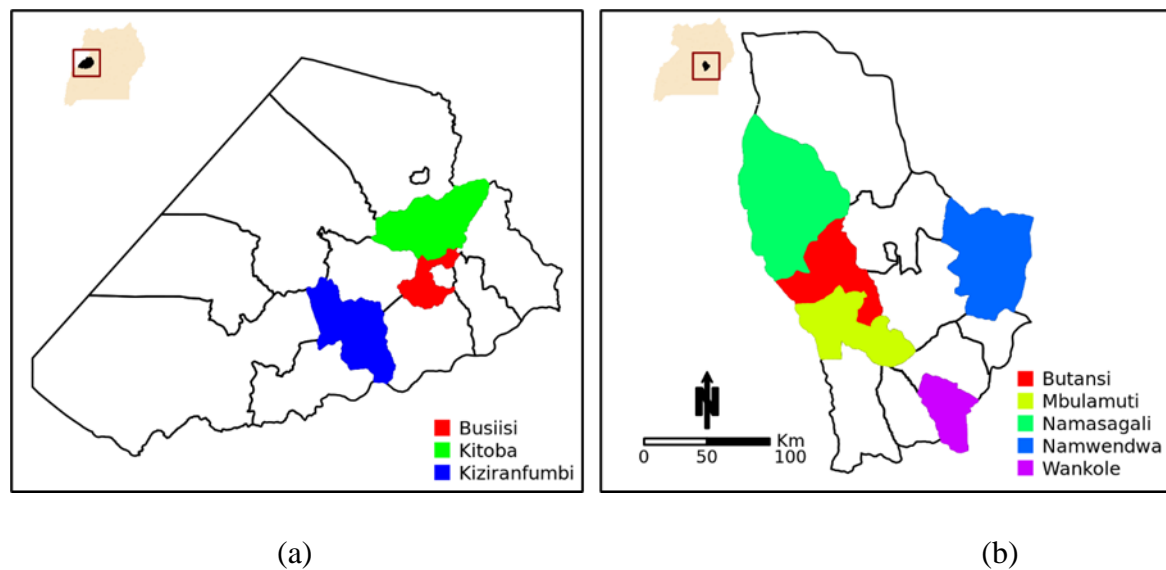 Busiisi
Kitoba
Kiziranfumbi
N
Km
0 50 100
Butansi
Mbulamuti
Namasagali
Namwendwa
Wankole
(a)
(b)